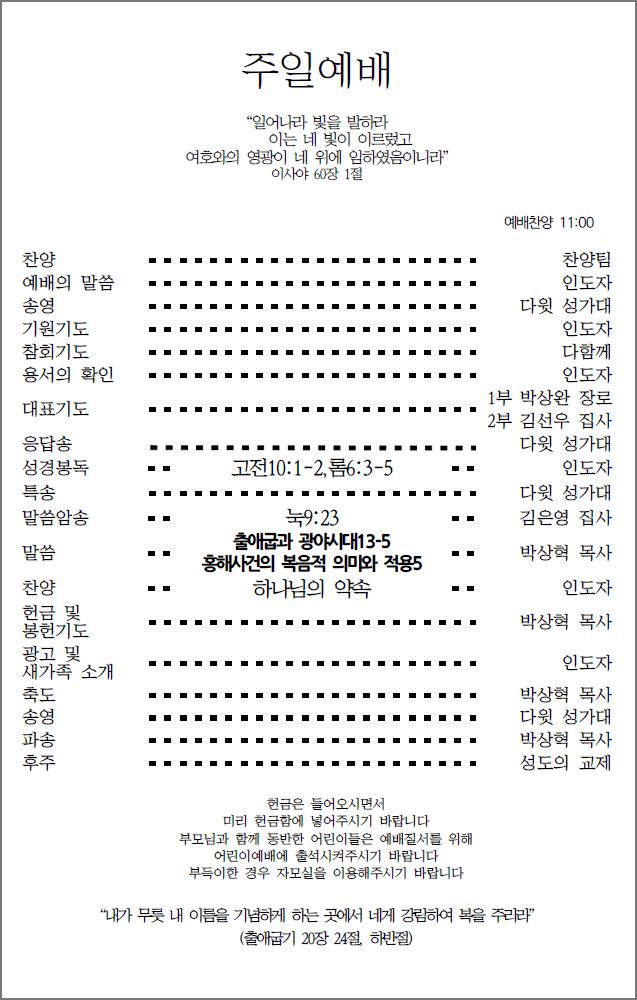 주일예배
“일어나라 빛을 발하라
이는 네 빛이 이르렀고
여호와의 영광이 네 위에 임하였음이니라”
이사야 60장 1절
예배찬양 11:00
찬양 찬양팀
예배의 말씀 인도자
송영 다윗 성가대
기원기도 인도자
참회기도 다함께
용서의 확인 인도자
대표기도 1부 박상완 장로
2부 김선우 집사
응답송 다윗 성가대
성경봉독 고전10:1-2,롬6:3-5 인도자
특송 다윗 성가대
말씀암송 눅9:23 김은영 집사
말씀 출애굽과 광야시대13-5 박상혁 목사
홍해사건의 복음적 의미와 적용5
찬양 하나님의 약속 인도자
헌금 및
봉헌기도 박상혁 목사
광고 및
새가족 소개 인도자
축도 박상혁 목사
송영 다윗 성가대
파송 박상혁 목사
후주 성도의 교제
헌금은 들어오시면서
미리 헌금함에 넣어주시기 바랍니다
부모님과 함께 동반한 어린이들은 예배질서를 위해
어린이예배에 출석시켜주시기 바랍니다
부득이한 경우 자모실을 이용해주시기 바랍니다
“내가 무릇 내 이름을 기념하게 하는 곳에서 네게 강림하여 복을 주리라”
(출애굽기 20장 24절, 하반절)